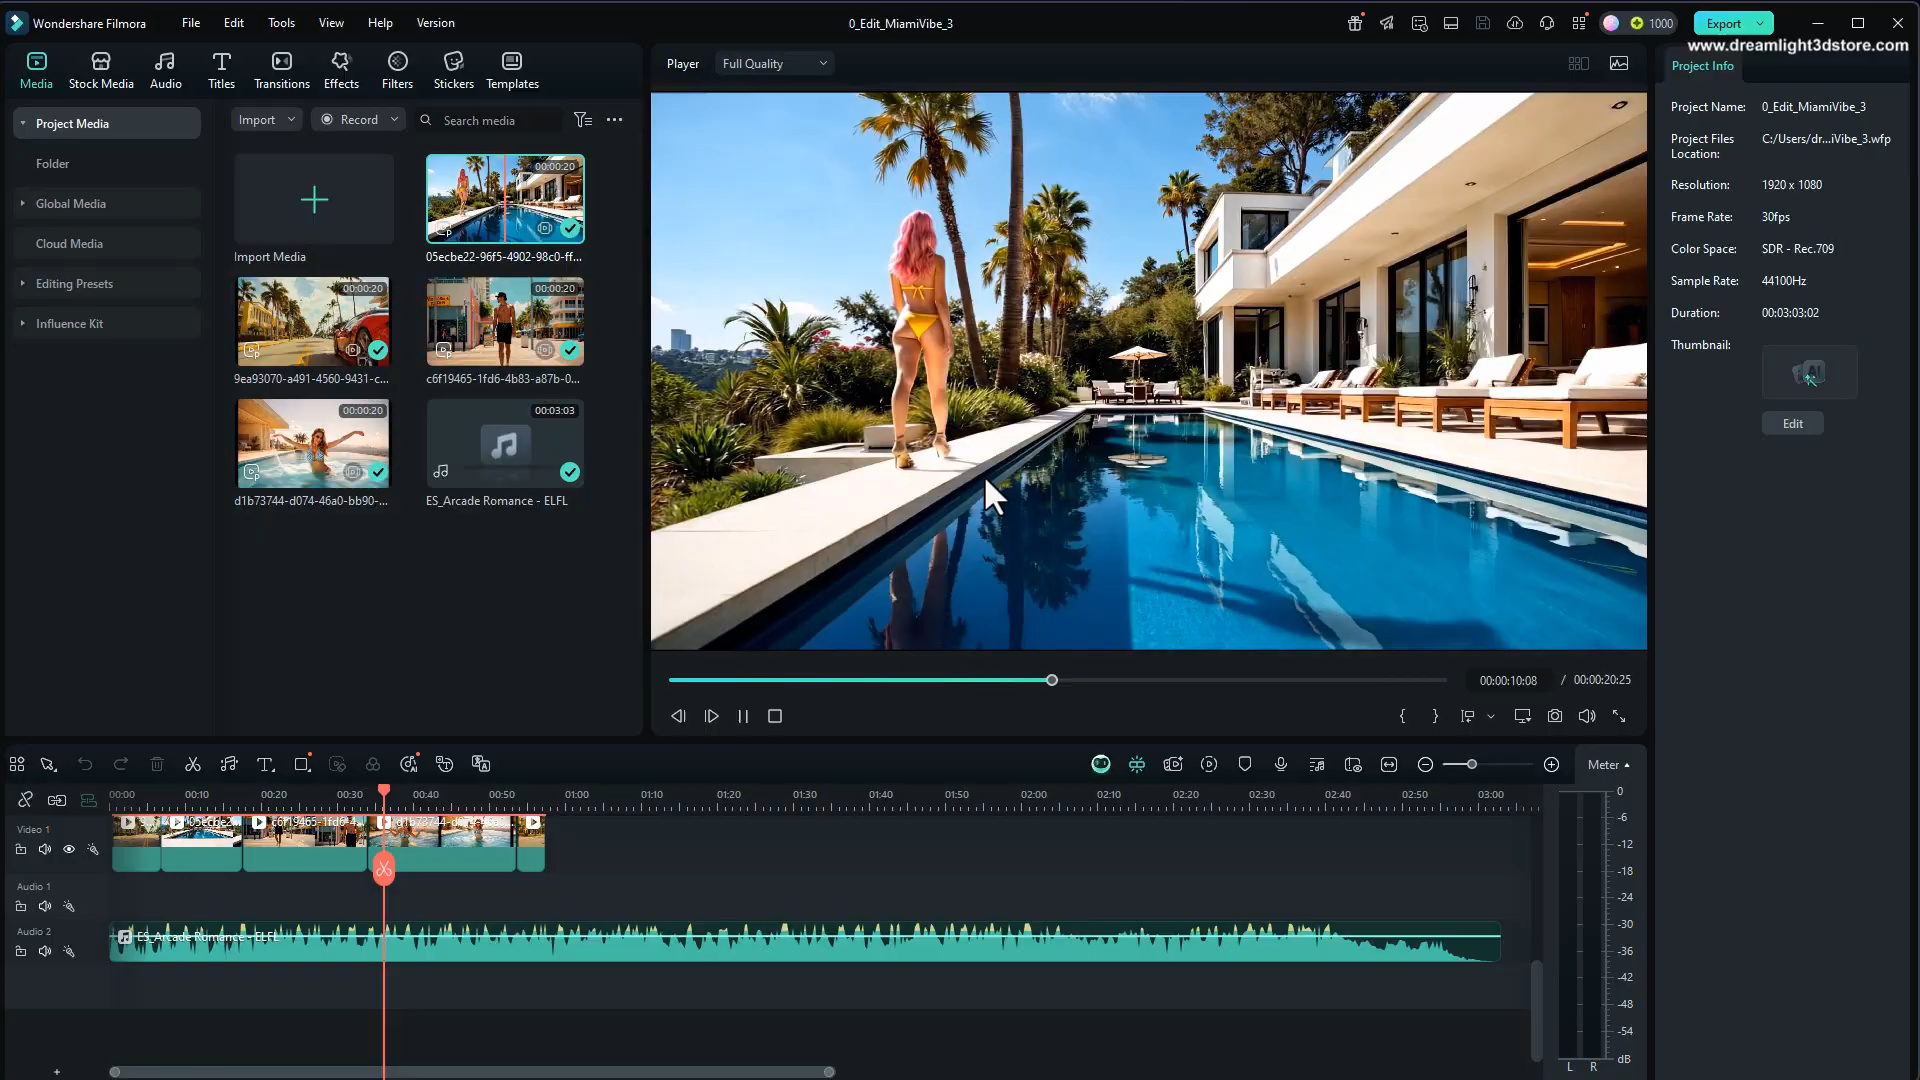 Wondershare Filmora
File
Edit
Tools
View
Help
Version
0_Edit_MiamiVibe_3
1000
Export
www.dreamlight3dstore.com
Media
Stock Media
Audio
Titles
Transitions
Effects
Filters
Stickers
Templates
Player
Full Quality
Project Info
Project Media
Folder
Global Media
Cloud Media
Editing Presets
Influence Kit
Import
Record
Search media
Import Media
00:00:20
05ecbe22-96f5-4902-98c0-ff...
00:00:20
9ea93070-a491-4560-9431-c...
00:00:20
c6f19465-1fd6-4b83-a87b-0...
00:00:20
d1b73744-d074-46a0-bb90-...
00:03:03
ES_Arcade Romance - ELFL
Project Name: 0_Edit_MiamiVibe_3
Project Files Location: C:/Users/dr...iVibe_3.wfp
Resolution: 1920 x 1080
Frame Rate: 30fps
Color Space: SDR - Rec.709
Sample Rate: 44100Hz
Duration: 00:03:03:02
Thumbnail:
Edit
00:00:10:08 / 00:00:20:25
Meter
00:00 00:10 00:20 00:30 00:40 00:50 01:00 01:10 01:20 01:30 01:40 01:50 02:00 02:10 02:20 02:30 02:40 02:50 03:00
Video 1
c6f19465-1fd6-4...
Audio 1
Audio 2
ES_Arcade Romance - ELFL
0
-6
-12
-18
-24
-30
-36
-42
-48
-54
dB
L R